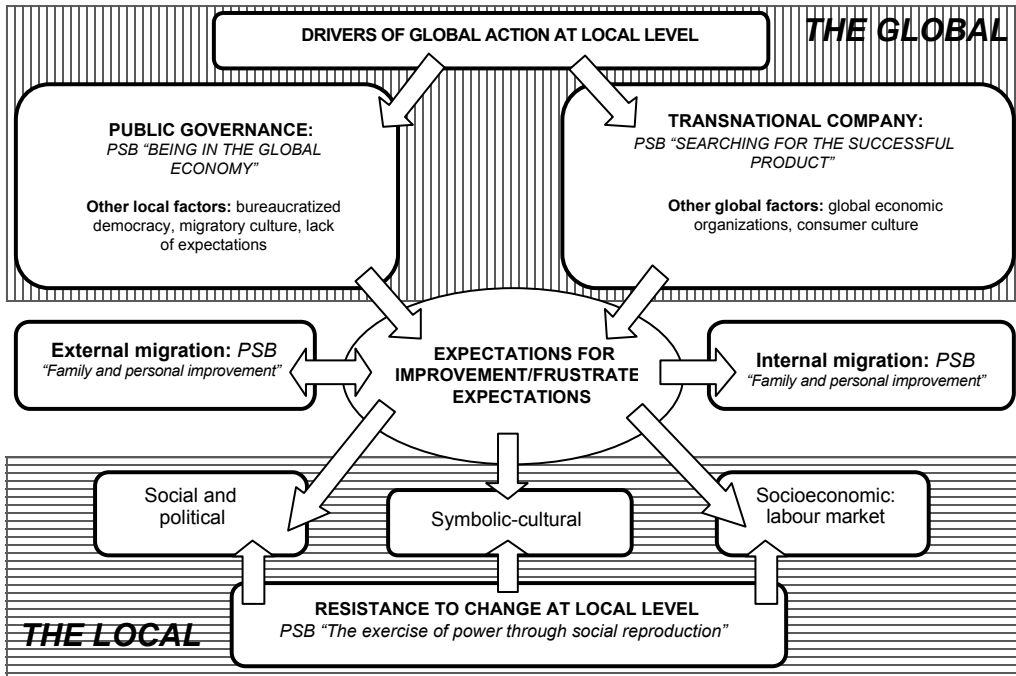 DRIVERS OF GLOBAL ACTION AT LOCAL LEVEL
THE GLOBAL
PUBLIC GOVERNANCE:
PSB “BEING IN THE GLOBAL
ECONOMY”
Other local factors: bureaucratized
democracy, migratory culture, lack
of expectations
TRANSNATIONAL COMPANY:
PSB “SEARCHING FOR THE SUCCESSFUL
PRODUCT”
Other global factors: global economic
organizations, consumer culture
External migration: PSB
“Family and personal improvement”
EXPECTATIONS FOR
IMPROVEMENT/FRUSTRATE
EXPECTATIONS
Internal migration: PSB
“Family and personal improvement”
Social and
political
Symbolic-cultural
Socioeconomic:
labour market
RESISTANCE TO CHANGE AT LOCAL LEVEL
PSB “The exercise of power through social reproduction”
THE LOCAL